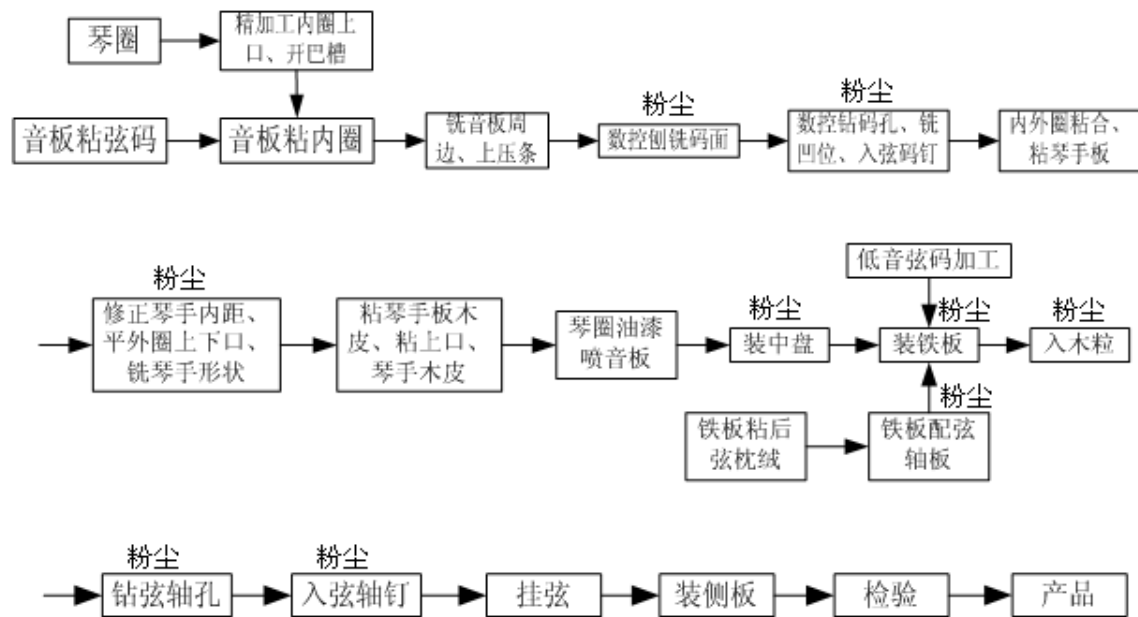 琴圈
精加工内圈上
口、开巴槽
音板粘弦码
音板粘内圈
铣音板周
边、上压条
粉尘
数控刨铣码面
粉尘
数控钻码孔、铣
凹位、入弦码钉
内外圈粘合、
粘琴手板
粉尘
修正琴手内距、
平外圈上下口、
铣琴手形状
粘琴手板木
皮、粘上口、
琴手木皮
琴圈油漆
喷音板
粉尘
装中盘
低音弦码加工
粉尘
装铁板
粉尘
入木粒
铁板粘后
弦枕绒
粉尘
铁板配弦
轴板
粉尘
钻弦轴孔
粉尘
入弦轴钉
挂弦
装侧板
检验
产品